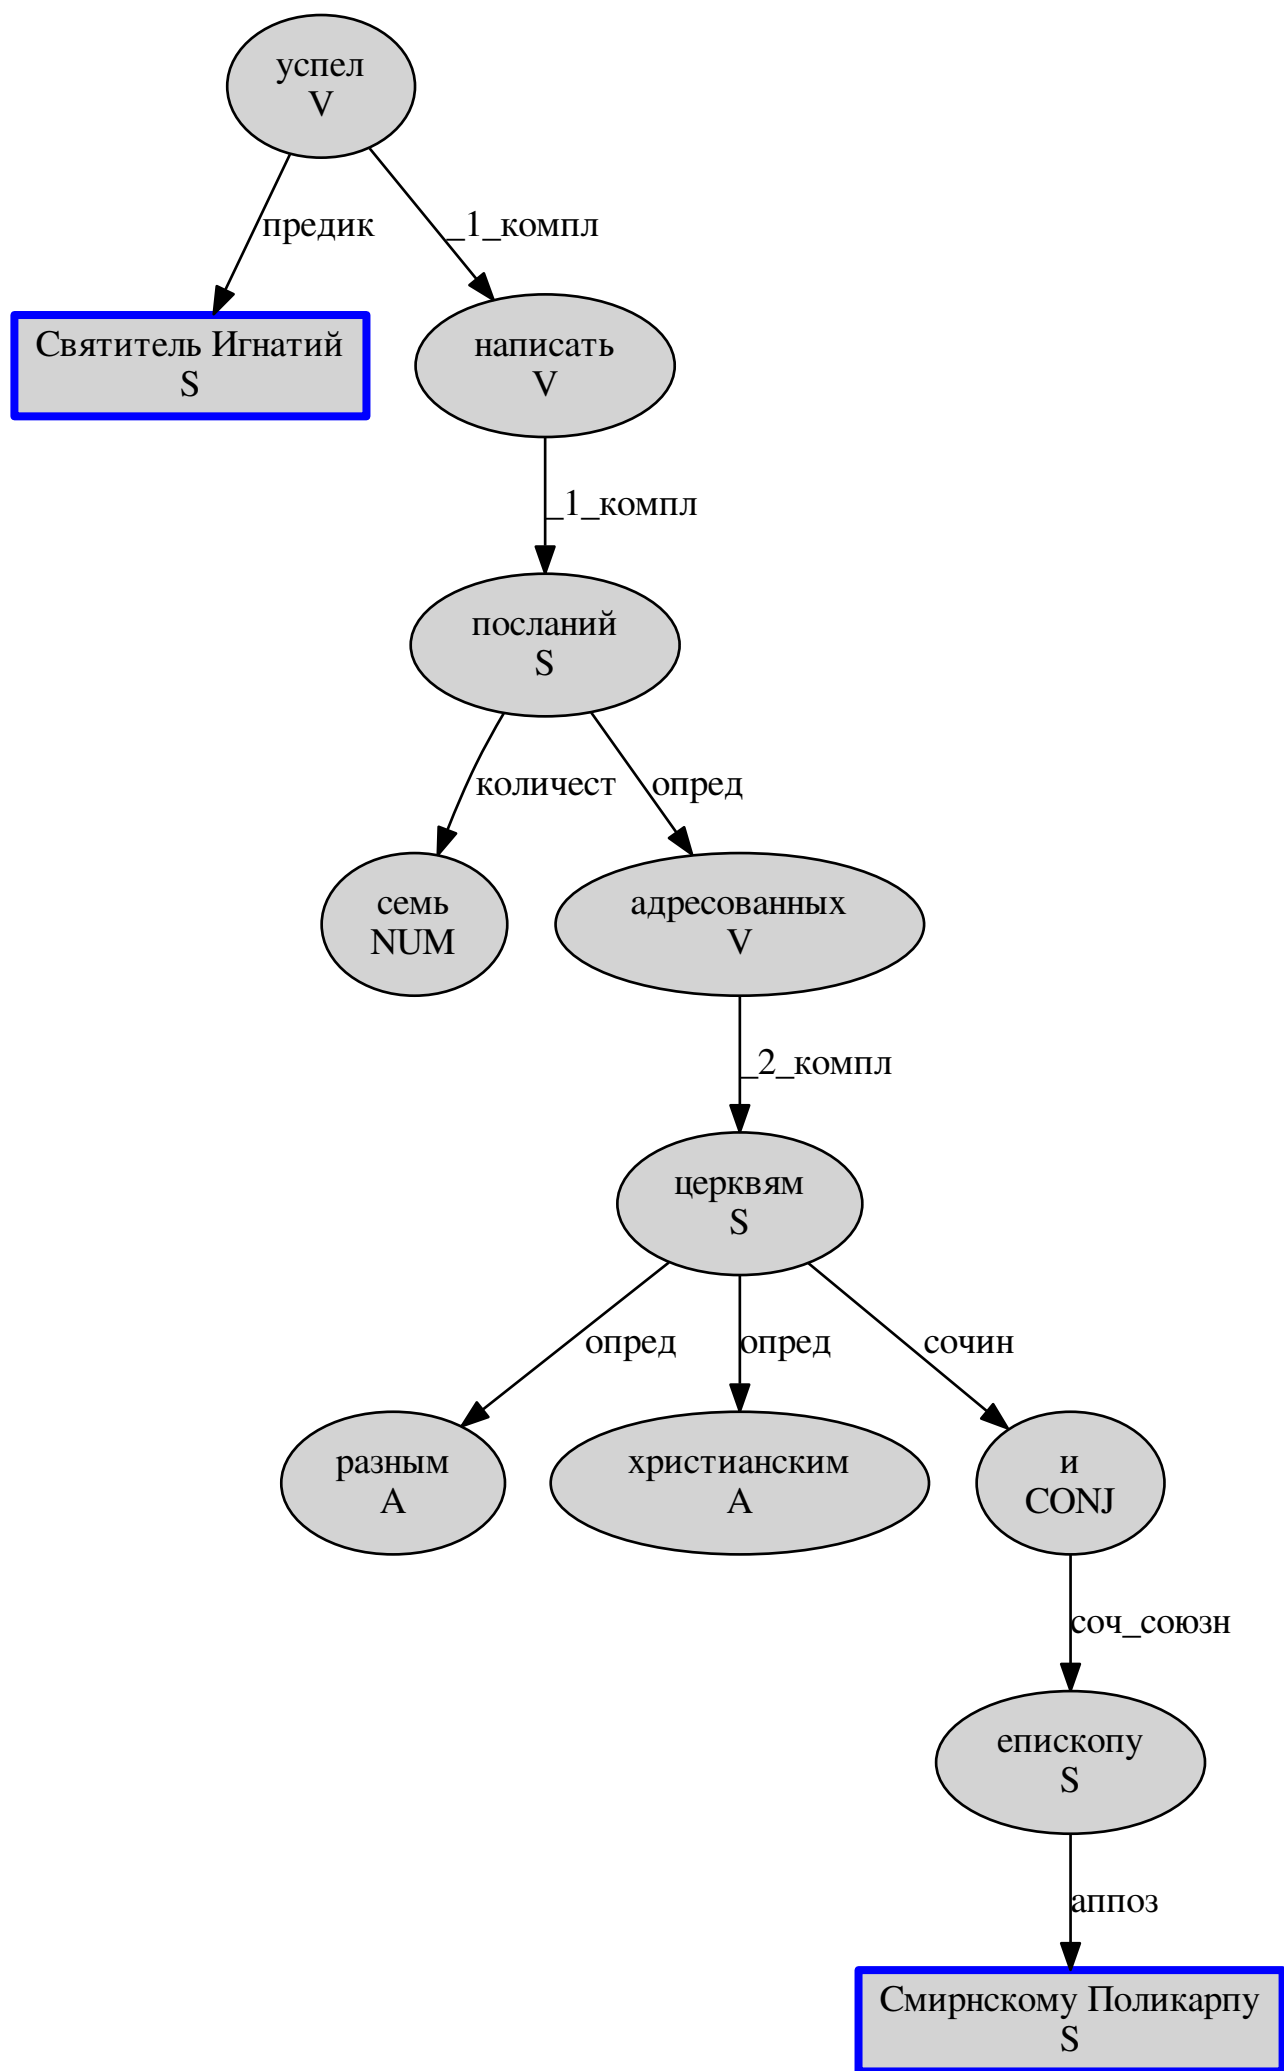 успел
V
предик
_1_компл
Святитель Игнатий
S
написать
V
_1_компл
посланий
S
количест
опред
семь
NUM
адресованных
V
_2_компл
церквям
S
опред
опред
сочин
разным
A
христианским
A
и
CONJ
соч_союзн
епископу
S
аппоз
Смирнскому Поликарпу
S